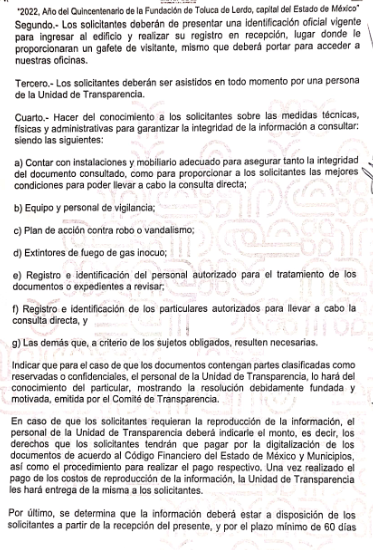 "2022, Año del Quincentenario de la Fundación de Toluca de Lerdo, capital del Estado de México"
Segundo.- Los solicitantes deberán de presentar una identificación oficial vigente
para ingresar al edificio y realizar su registro en recepción, lugar donde le
proporcionaran un gafete de visitante, mismo que deberá portar para acceder a
nuestras oficinas.
Tercero.- Los solicitantes deberán ser asistidos en todo momento por una persona
de la Unidad de Transparencia.
Cuarto.- Hacer del conocimiento a los solicitantes sobre las medidas técnicas,
físicas y administrativas para garantizar la integridad de la información a consultar:
siendo las siguientes:
a) Contar con instalaciones y mobiliario adecuado para asegurar tanto la integridad
del documento consultado, como para proporcionar a los solicitantes las mejores
condiciones para poder llevar a cabo la consulta directa;
b) Equipo y personal de vigilancia;
c) Plan de acción contra robo o vandalismo;
d) Extintores de fuego de gas inocuo;
e) Registro e identificación del personal autorizado para el tratamiento de los
documentos o expedientes a revisar;
f) Registro e identificación de los particulares autorizados para llevar a cabo la
consulta directa, y
g) Las demás que, a criterio de los sujetos obligados, resulten necesarias.
Indicar que para el caso de que los documentos contengan partes clasificadas como
reservadas o confidenciales, el personal de la Unidad de Transparencia, lo hará del
conocimiento del particular, mostrando la resolución debidamente fundada y
motivada, emitida por el Comité de Transparencia.
En caso de que los solicitantes requieran la reproducción de la información, el
personal de la Unidad de Transparencia deberá indicarle el monto, es decir, los
derechos que los solicitantes tendrán que pagar por la digitalización de los
documentos de acuerdo al Código Financiero del Estado de México y Municipios,
así como el procedimiento para realizar el pago respectivo. Una vez realizado el
pago de los costos de reproducción de la información, la Unidad de Transparencia
les hará entrega de la misma a los solicitantes.
Por último, se determina que la información deberá estar a disposición de los
solicitantes a partir de la recepción del presente, y por el plazo mínimo de 60 días